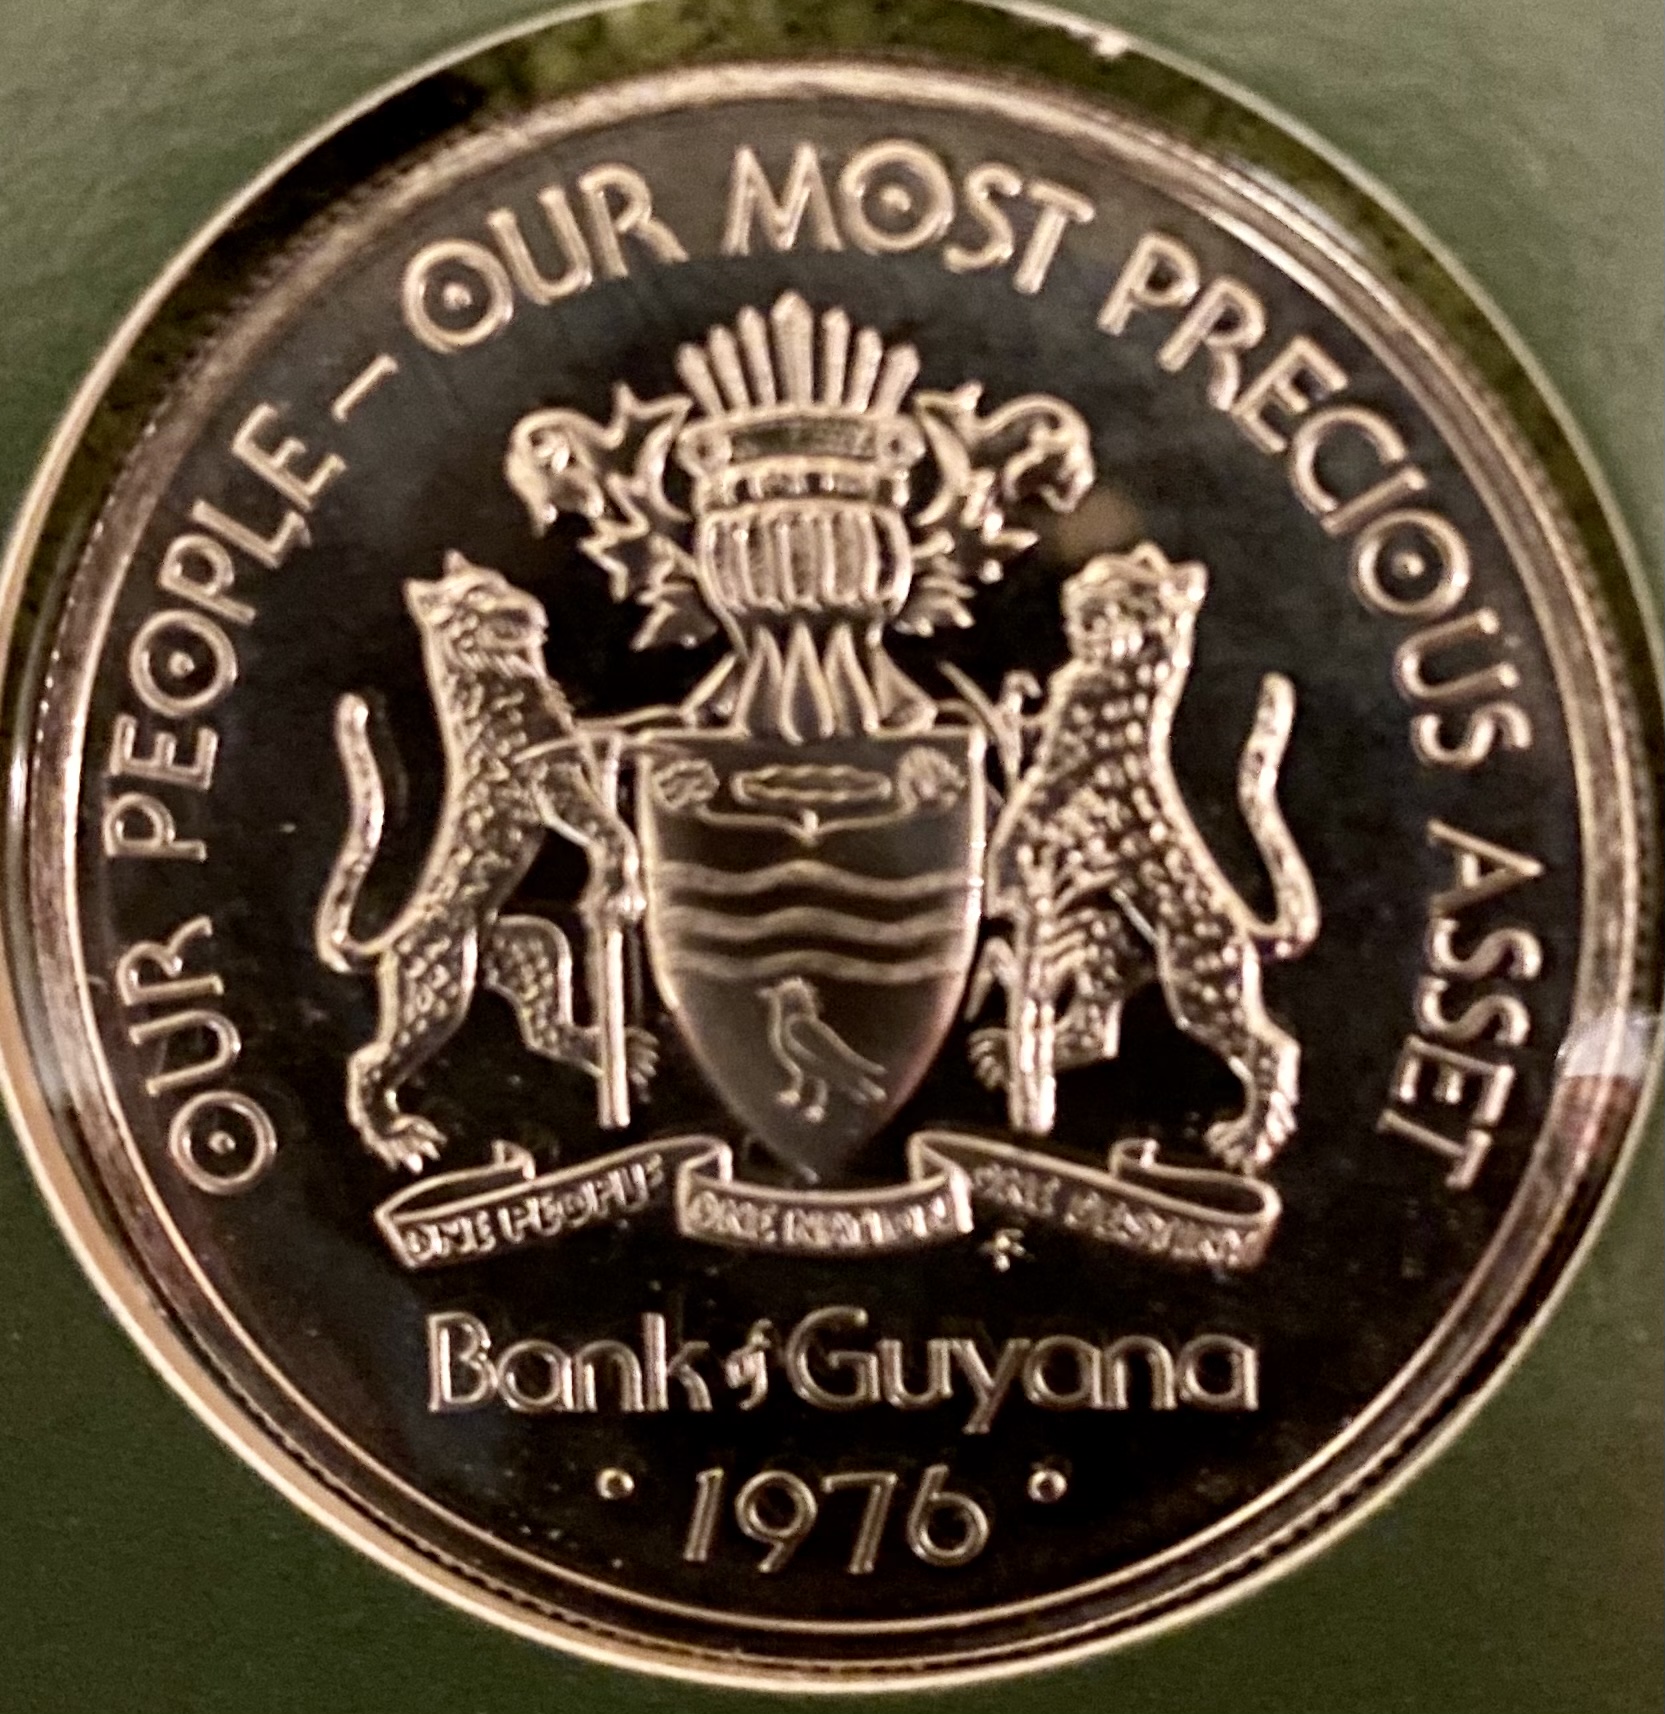 OUR PEOPLE - OUR MOST PRECIOUS ASSET
ONE PEOPLE
ONE NATION
ONE DESTINY
Bank of Guyana
• 1976 •